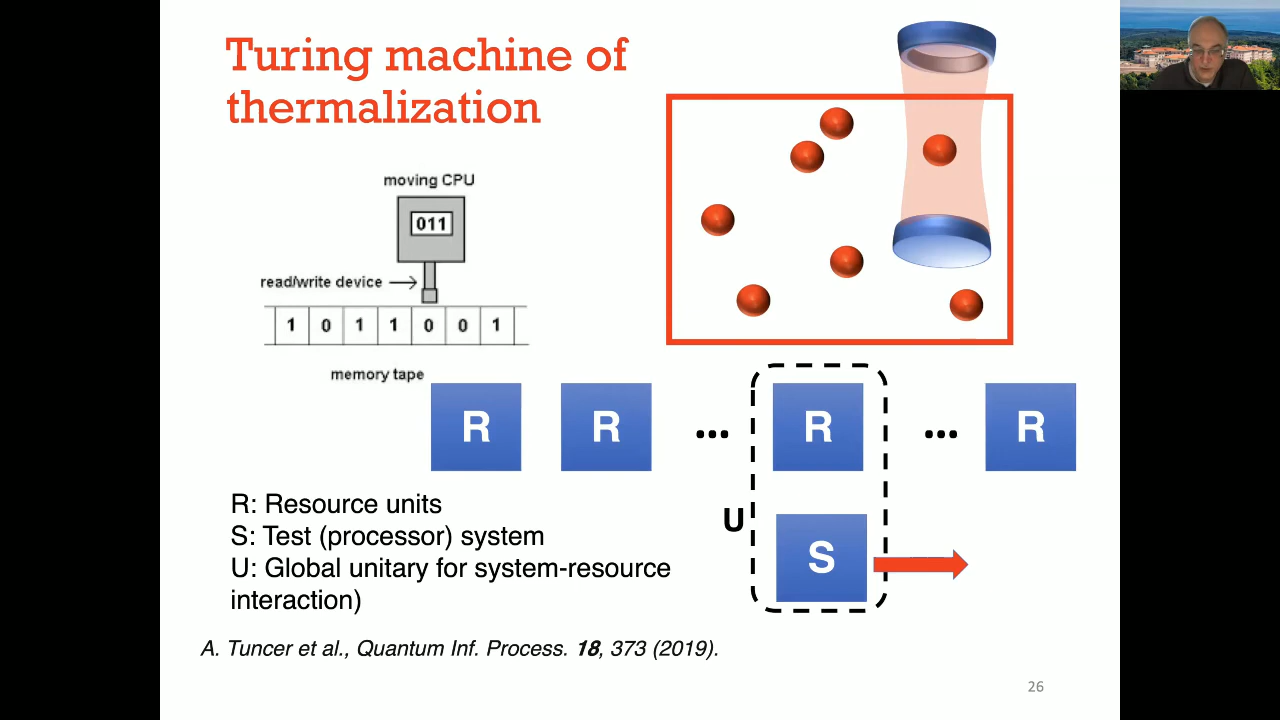 Turing machine of
thermalization
moving CPU
011
read/write device
1 0 1 1 0 0 1
memory tape
R R ... R ... R
U
S
R: Resource units
S: Test (processor) system
U: Global unitary for system-resource
interaction)
A. Tuncer et al., Quantum Inf. Process. 18, 373 (2019).
26